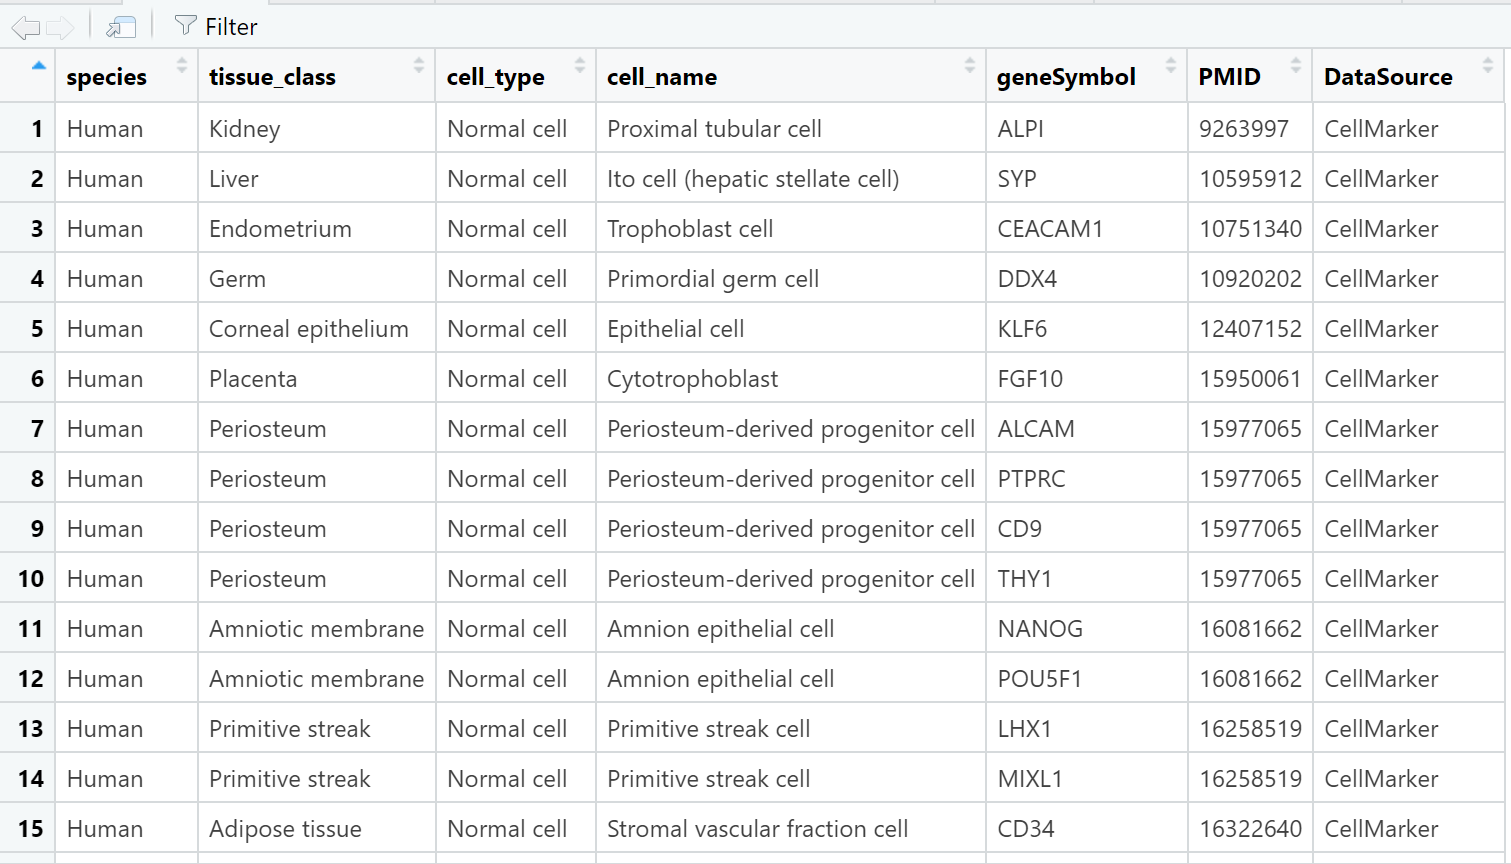 Filter
species tissue_class cell_type cell_name geneSymbol PMID DataSource
1 Human Kidney Normal cell Proximal tubular cell ALPI 9263997 CellMarker
2 Human Liver Normal cell Ito cell (hepatic stellate cell) SYP 10595912 CellMarker
3 Human Endometrium Normal cell Trophoblast cell CEACAM1 10751340 CellMarker
4 Human Germ Normal cell Primordial germ cell DDX4 10920202 CellMarker
5 Human Corneal epithelium Normal cell Epithelial cell KLF6 12407152 CellMarker
6 Human Placenta Normal cell Cytotrophoblast FGF10 15950061 CellMarker
7 Human Periosteum Normal cell Periosteum-derived progenitor cell ALCAM 15977065 CellMarker
8 Human Periosteum Normal cell Periosteum-derived progenitor cell PTPRC 15977065 CellMarker
9 Human Periosteum Normal cell Periosteum-derived progenitor cell CD9 15977065 CellMarker
10 Human Periosteum Normal cell Periosteum-derived progenitor cell THY1 15977065 CellMarker
11 Human Amniotic membrane Normal cell Amnion epithelial cell NANOG 16081662 CellMarker
12 Human Amniotic membrane Normal cell Amnion epithelial cell POU5F1 16081662 CellMarker
13 Human Primitive streak Normal cell Primitive streak cell LHX1 16258519 CellMarker
14 Human Primitive streak Normal cell Primitive streak cell MIXL1 16258519 CellMarker
15 Human Adipose tissue Normal cell Stromal vascular fraction cell CD34 16322640 CellMarker